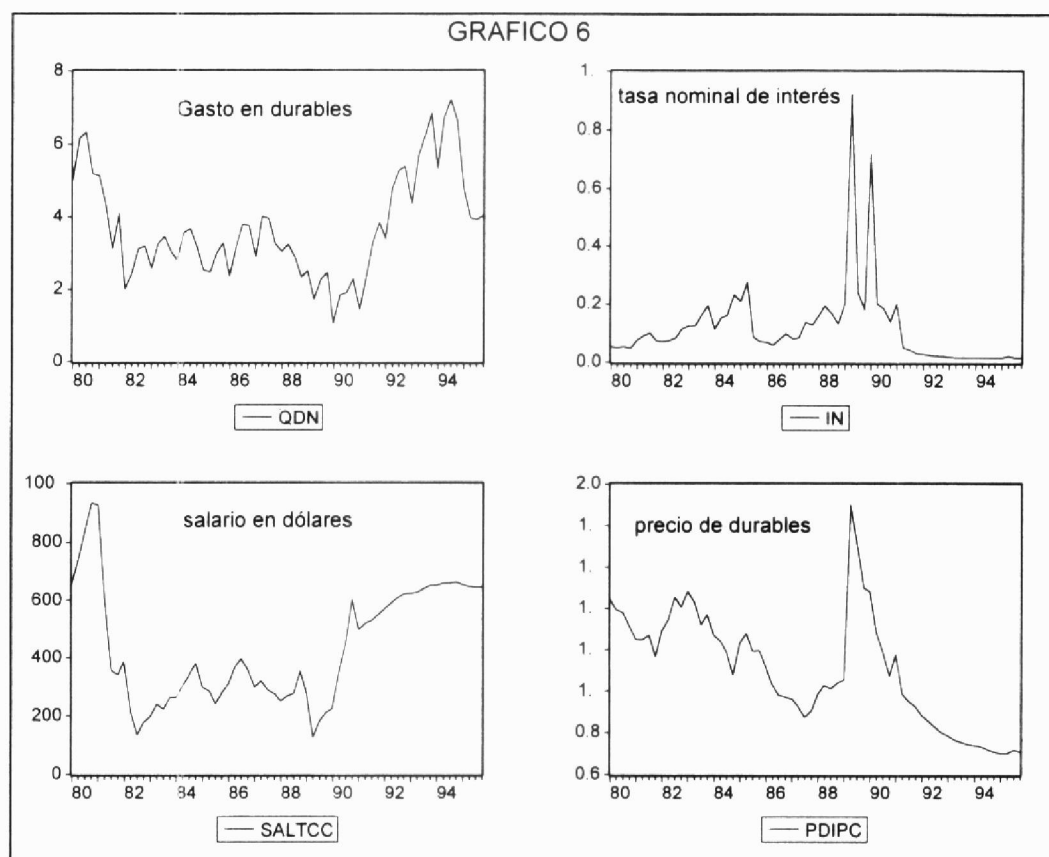 GRAFICO 6
Gasto en durables
8
6
4
2
0
80 82 84 86 88 90 92 94
QDN
tasa nominal de interés
1.
0.8
0.6
0.4
0.2
0.0
80 82 84 86 88 90 92 94
IN
salario en dólares
100
800
600
400
200
0
80 82 84 86 88 90 92 94
SALTCC
precio de durables
2.0
1.
1.
1.
1.
1.
0.8
0.6
80 82 84 86 88 90 92 94
PDIPC